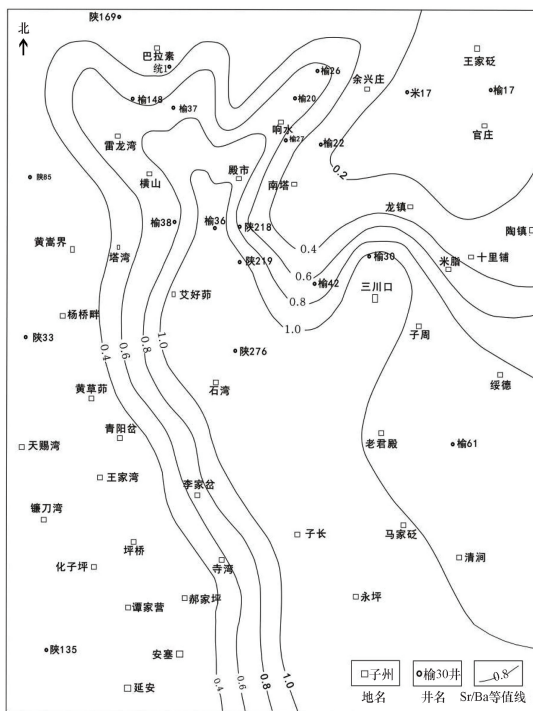 陕169
北
巴拉素
统1
王家砭
榆26
余兴庄
米17
榆17
榆148
榆37
榆20
响水
官庄
雷龙湾
榆27
榆22
0.2
陕85
横山
殿市
南塔
龙镇
榆38
榆36
陕218
陶镇
黄嵩界
塔湾
0.4
陕219
0.6
榆30
米脂
十里铺
0.8
榆42
三川口
艾好茆
1.0
杨桥畔
子周
陕33
0.4
0.6
0.8
1.0
陕276
石湾
绥德
黄草茆
青阳岔
老君殿
榆61
天赐湾
王家湾
李家岔
镰刀湾
马家砭
坪桥
子长
清涧
化子坪
寺湾
谭家营
郝家坪
永坪
陕135
安塞
延安
0.4
0.6
0.8
1.0
子州
榆30井
0.8
地名
井名
Sr/Ba等值线